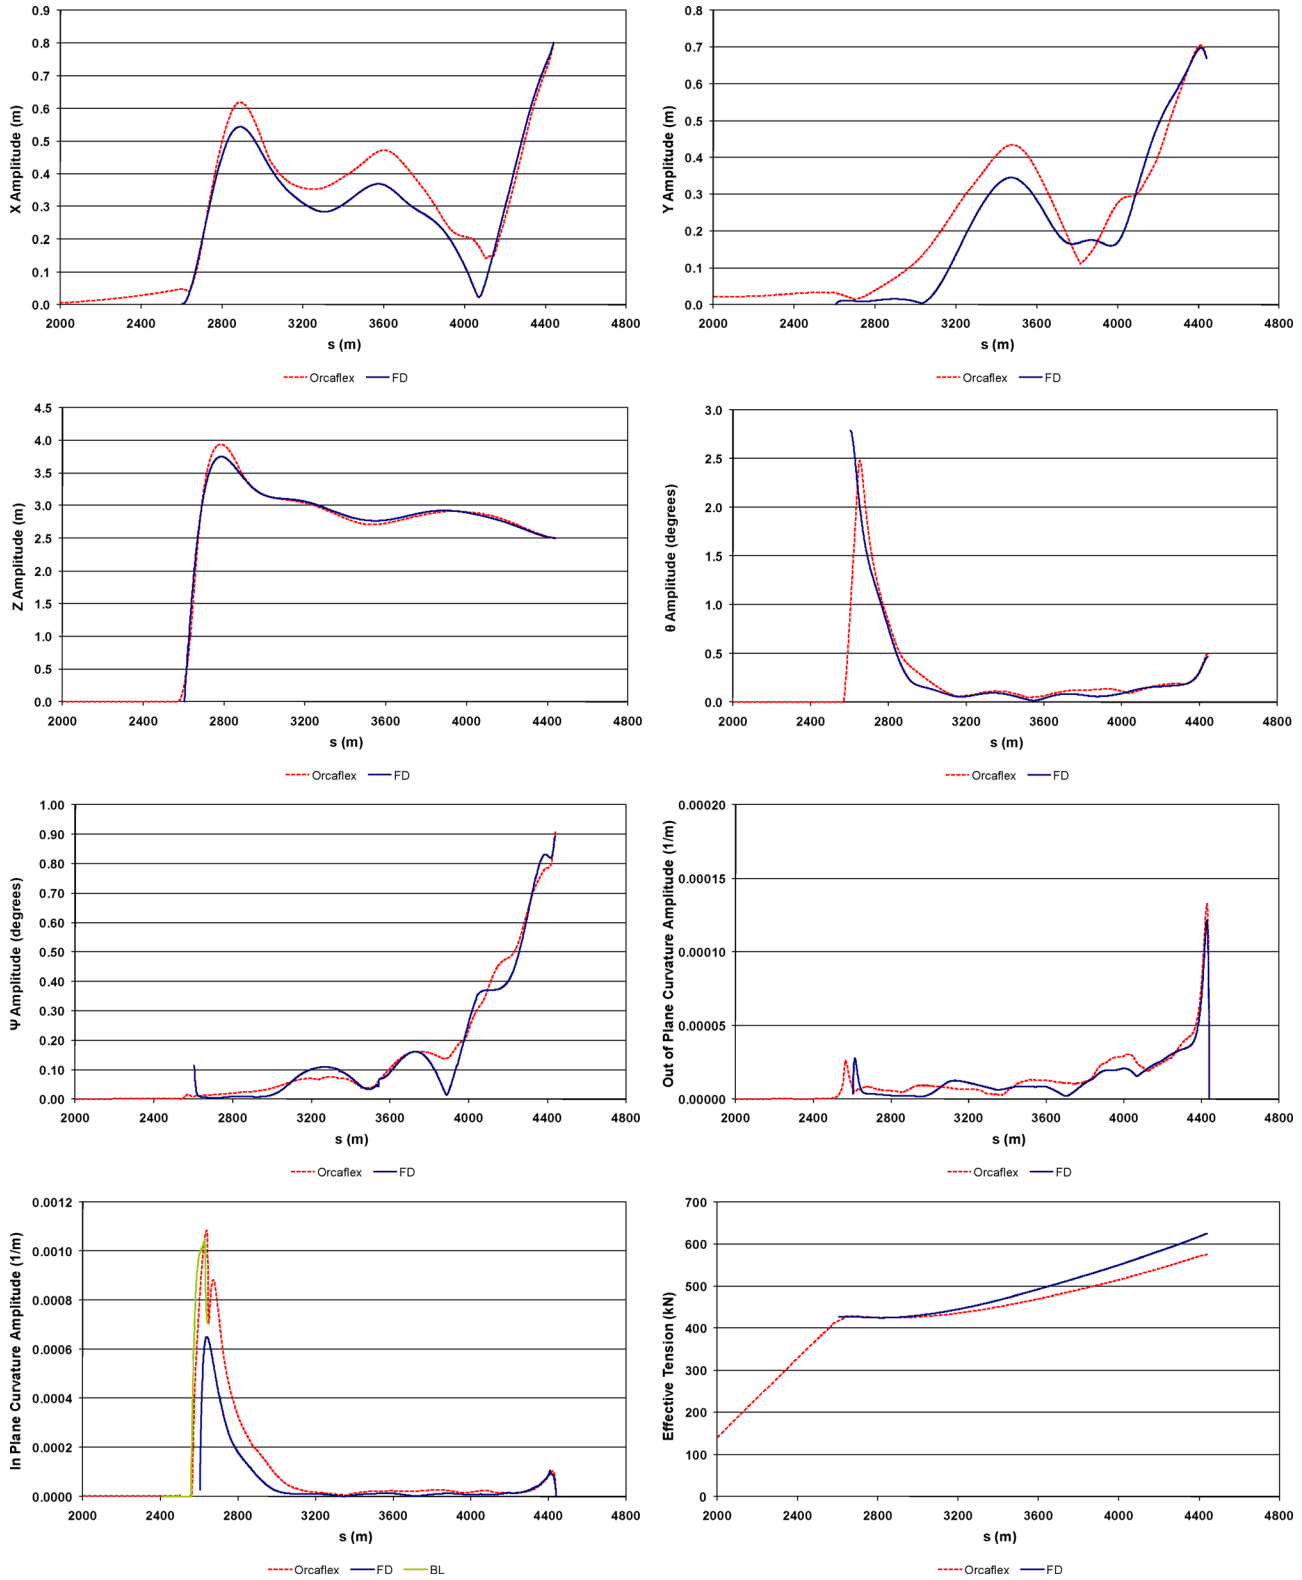 X Amplitude (m)
0.9
0.8
0.7
0.6
0.5
0.4
0.3
0.2
0.1
0.0
2000 2400 2800 3200 3600 4000 4400 4800
s (m)
Orcaflex FD
Y Amplitude (m)
0.8
0.7
0.6
0.5
0.4
0.3
0.2
0.1
0.0
2000 2400 2800 3200 3600 4000 4400 4800
s (m)
Orcaflex FD
Z Amplitude (m)
4.5
4.0
3.5
3.0
2.5
2.0
1.5
1.0
0.5
0.0
2000 2400 2800 3200 3600 4000 4400 4800
s (m)
Orcaflex FD
θ Amplitude (degrees)
3.0
2.5
2.0
1.5
1.0
0.5
0.0
2000 2400 2800 3200 3600 4000 4400 4800
s (m)
Orcaflex FD
Ψ Amplitude (degrees)
1.00
0.90
0.80
0.70
0.60
0.50
0.40
0.30
0.20
0.10
0.00
2000 2400 2800 3200 3600 4000 4400 4800
s (m)
Orcaflex FD
Out of Plane Curvature Amplitude (1/m)
0.00020
0.00015
0.00010
0.00005
0.00000
2000 2400 2800 3200 3600 4000 4400 4800
s (m)
Orcaflex FD
In Plane Curvature Amplitude (1/m)
0.0012
0.0010
0.0008
0.0006
0.0004
0.0002
0.0000
2000 2400 2800 3200 3600 4000 4400 4800
s (m)
Orcaflex FD BL
Effective Tension (kN)
700
600
500
400
300
200
100
0
2000 2400 2800 3200 3600 4000 4400 4800
s (m)
Orcaflex FD